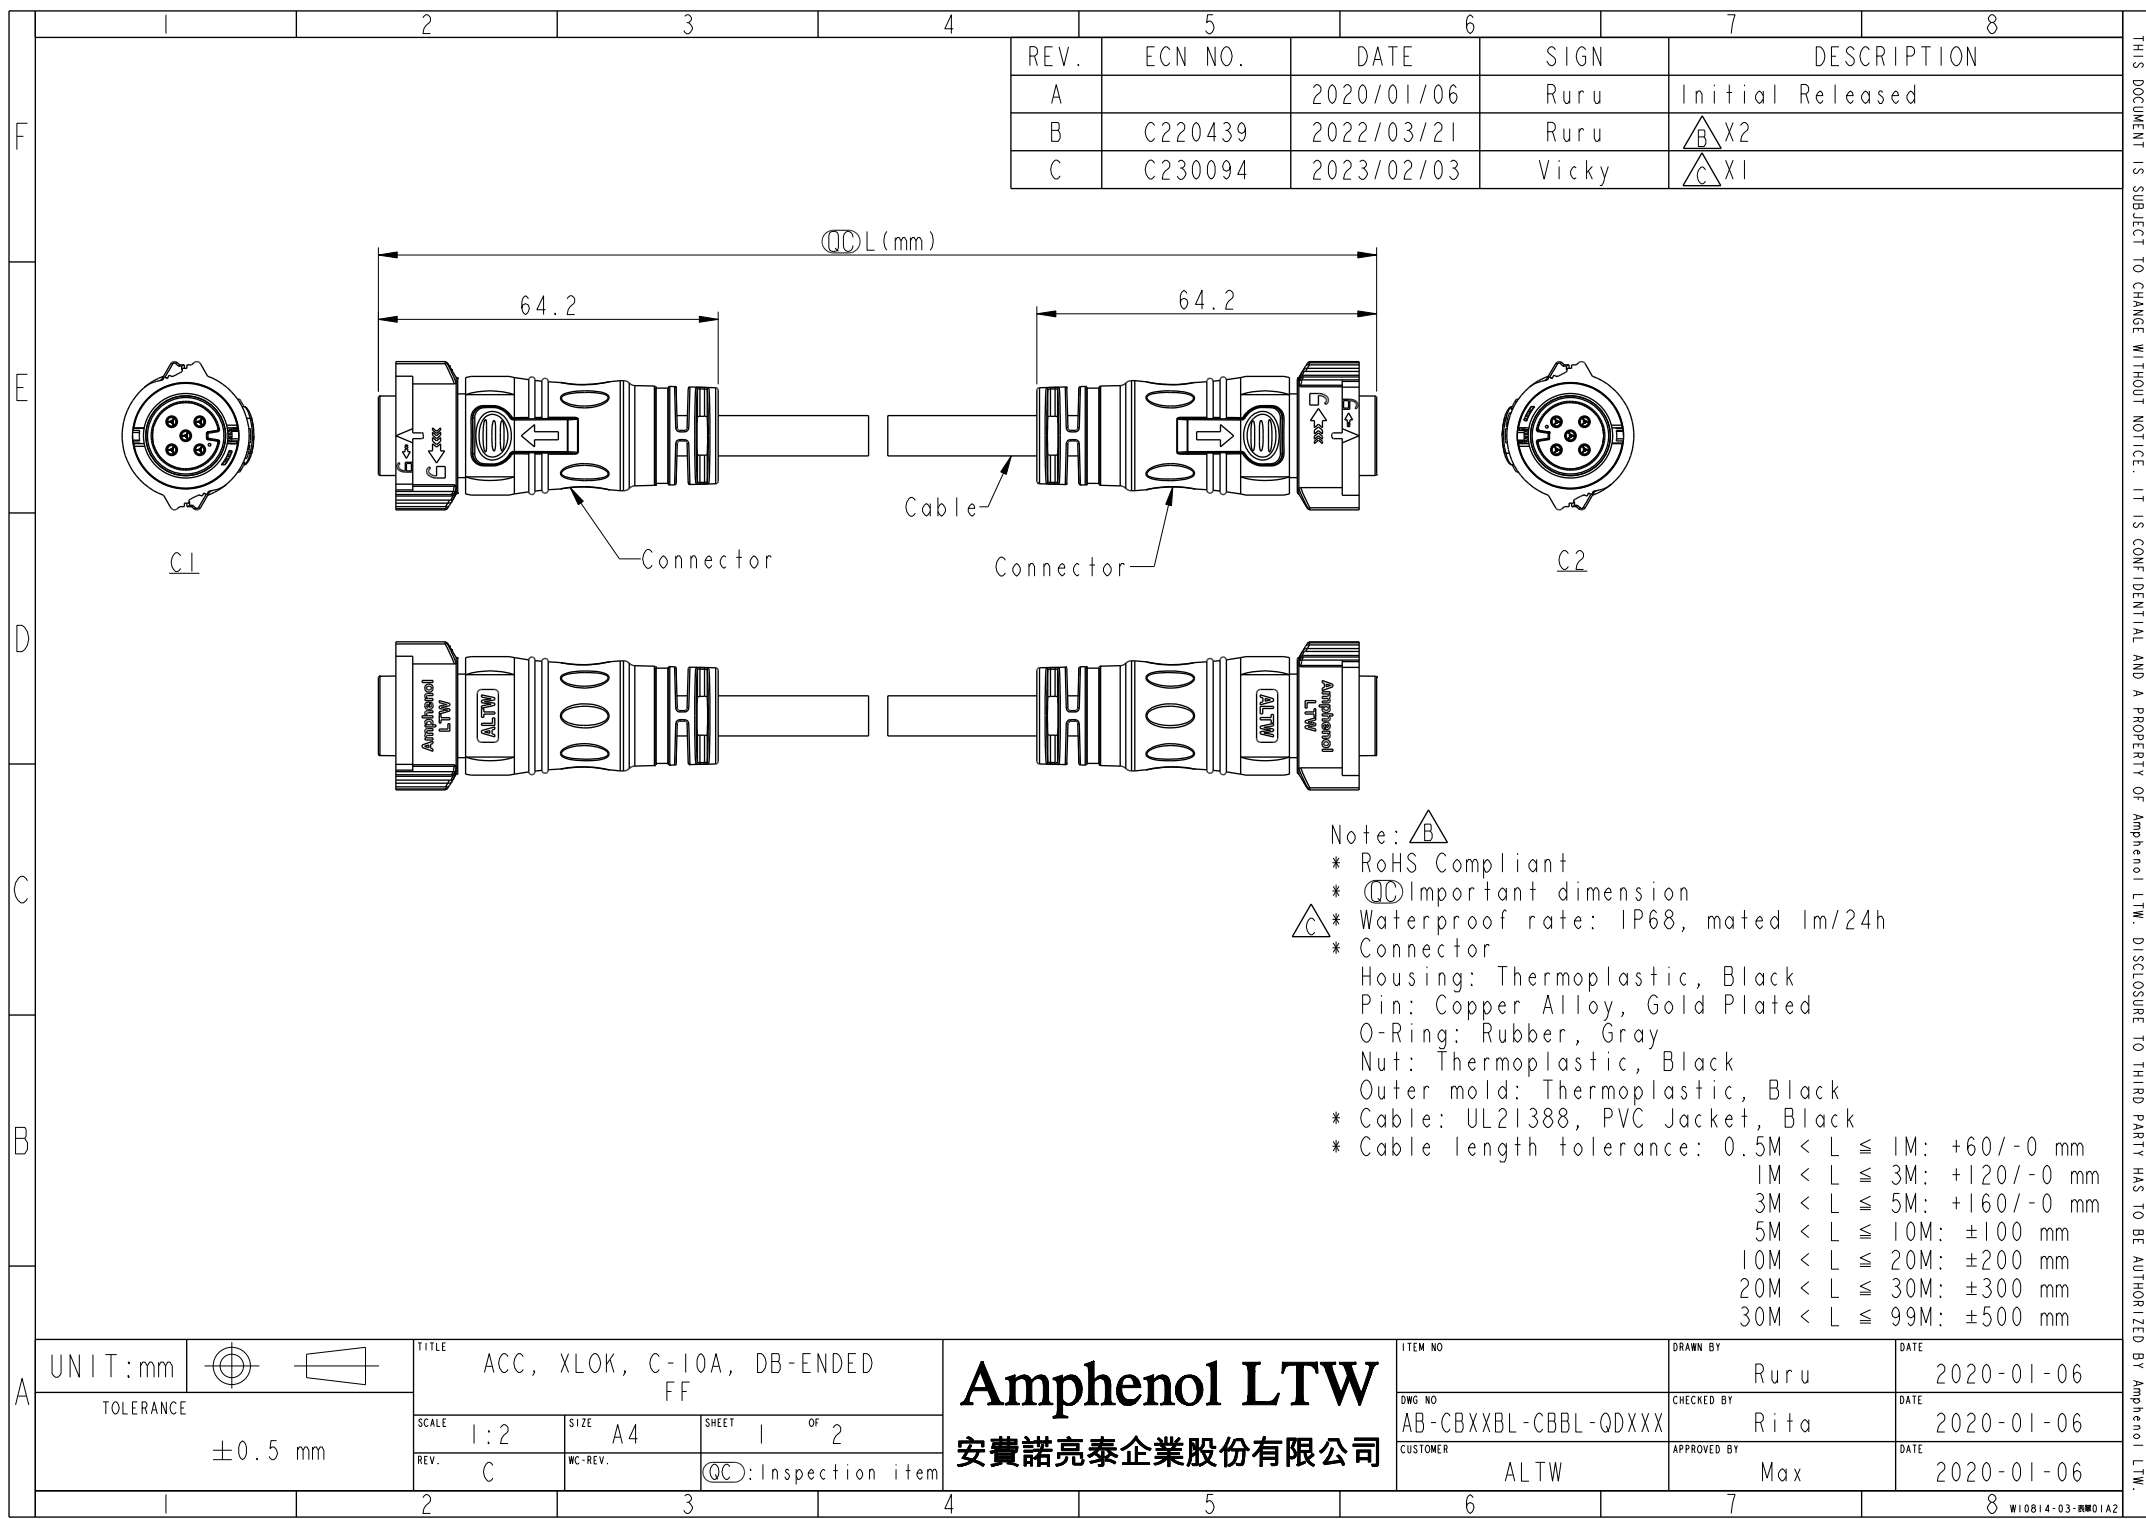 1 2 3 4 5 6 7 8
REV. ECN NO. DATE SIGN DESCRIPTION
A 2020/01/06 Ruru Initial Released
B C220439 2022/03/21 Ruru B X2
C C230094 2023/02/03 Vicky C X1
F
E
D
C
B
A
QC L(mm)
64.2 64.2
Cable
Connector
Connector
C1
C2
Amphenol
LTW
ALTW
ALTW
Amphenol
LTW
Note: B
* RoHS Compliant
* QC Important dimension
C * Waterproof rate: IP68, mated 1m/24h
* Connector
Housing: Thermoplastic, Black
Pin: Copper Alloy, Gold Plated
O-Ring: Rubber, Gray
Nut: Thermoplastic, Black
Outer mold: Thermoplastic, Black
* Cable: UL21388, PVC Jacket, Black
* Cable length tolerance: 0.5M < L ≦ 1M: +60/-0 mm
1M < L ≦ 3M: +120/-0 mm
3M < L ≦ 5M: +160/-0 mm
5M < L ≦ 10M: ±100 mm
10M < L ≦ 20M: ±200 mm
20M < L ≦ 30M: ±300 mm
30M < L ≦ 99M: ±500 mm
UNIT:mm
TOLERANCE
±0.5 mm
TITLE
ACC, XLOK, C-10A, DB-ENDED
FF
SCALE 1:2 SIZE A4 SHEET 1 OF 2
REV. C WC-REV. QC:Inspection item
Amphenol LTW
安費諾亮泰企業股份有限公司
ITEM NO DRAWN BY Ruru DATE 2020-01-06
DWG NO AB-CBXXBL-CBBL-QDXXX CHECKED BY Rita DATE 2020-01-06
CUSTOMER ALTW APPROVED BY Max DATE 2020-01-06
1 2 3 4 5 6 7 8
W10814-03-表單01A2
THIS DOCUMENT IS SUBJECT TO CHANGE WITHOUT NOTICE. IT IS CONFIDENTIAL AND A PROPERTY OF Amphenol LTW. DISCLOSURE TO THIRD PARTY HAS TO BE AUTHORIZED BY Amphenol LTW.